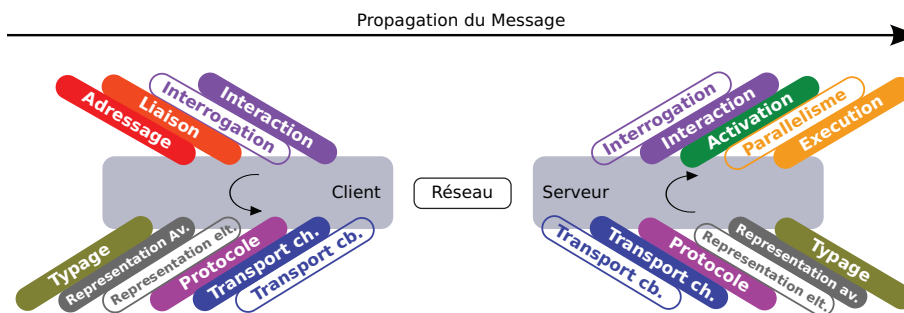 Propagation du Message
Adressage
Liaison
Interrogation
Interaction
Interrogation
Interaction
Activation
Parallelisme
Execution
Client
Réseau
Serveur
Typage
Representation Av.
Representation elt.
Protocole
Transport ch.
Transport cb.
Transport cb.
Transport ch.
Protocole
Representation elt.
Representation av.
Typage